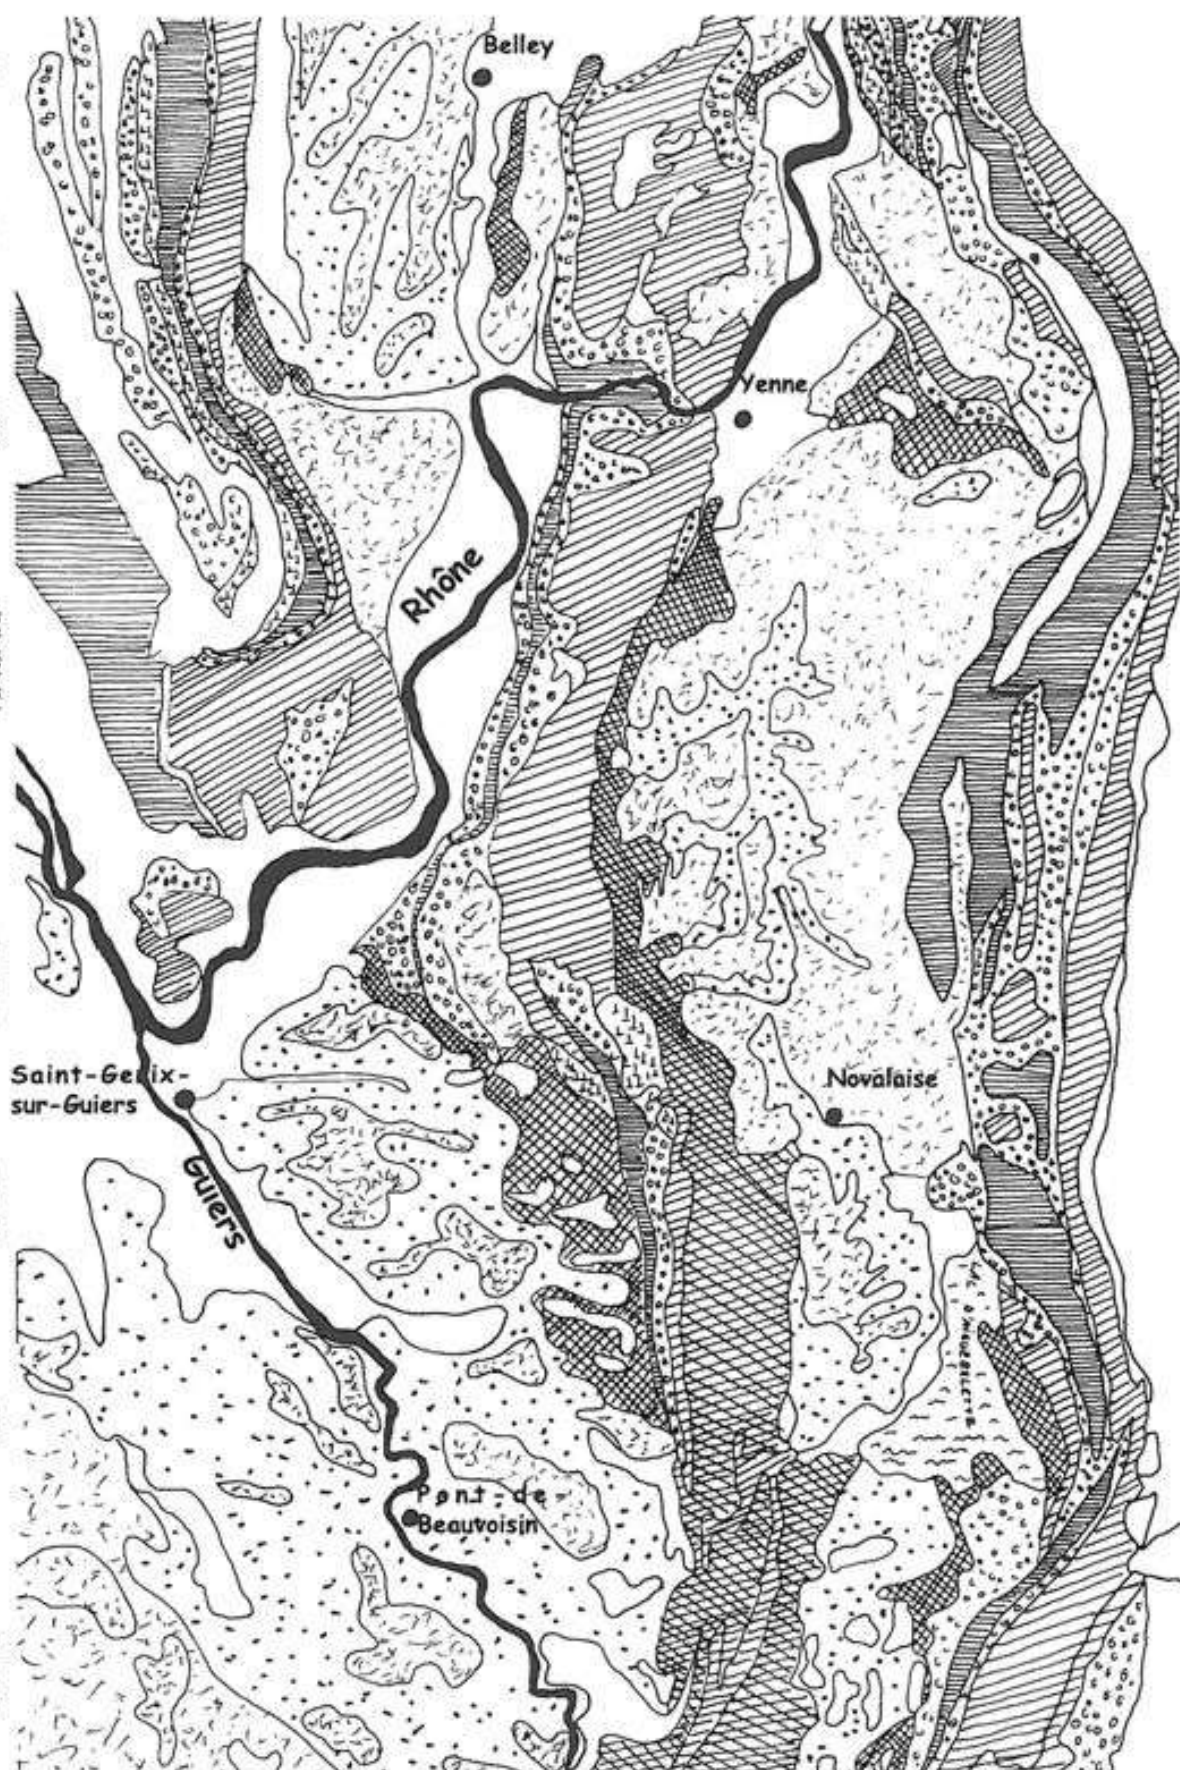 Belley
Yenne
Rhône
Saint-Genix-
sur-Guiers
Novalaise
Guiers
Pont-de
Beauvoisin